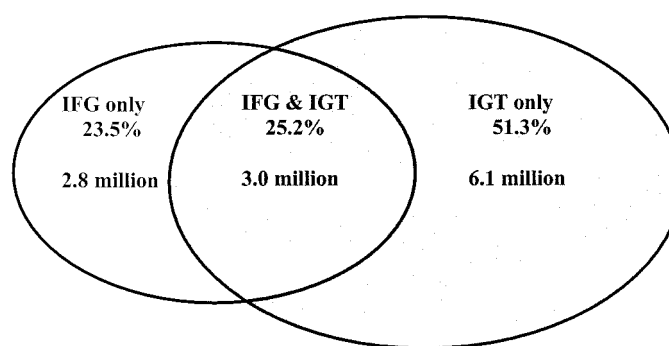 IFG only
23.5%
2.8 million
IFG & IGT
25.2%
3.0 million
IGT only
51.3%
6.1 million